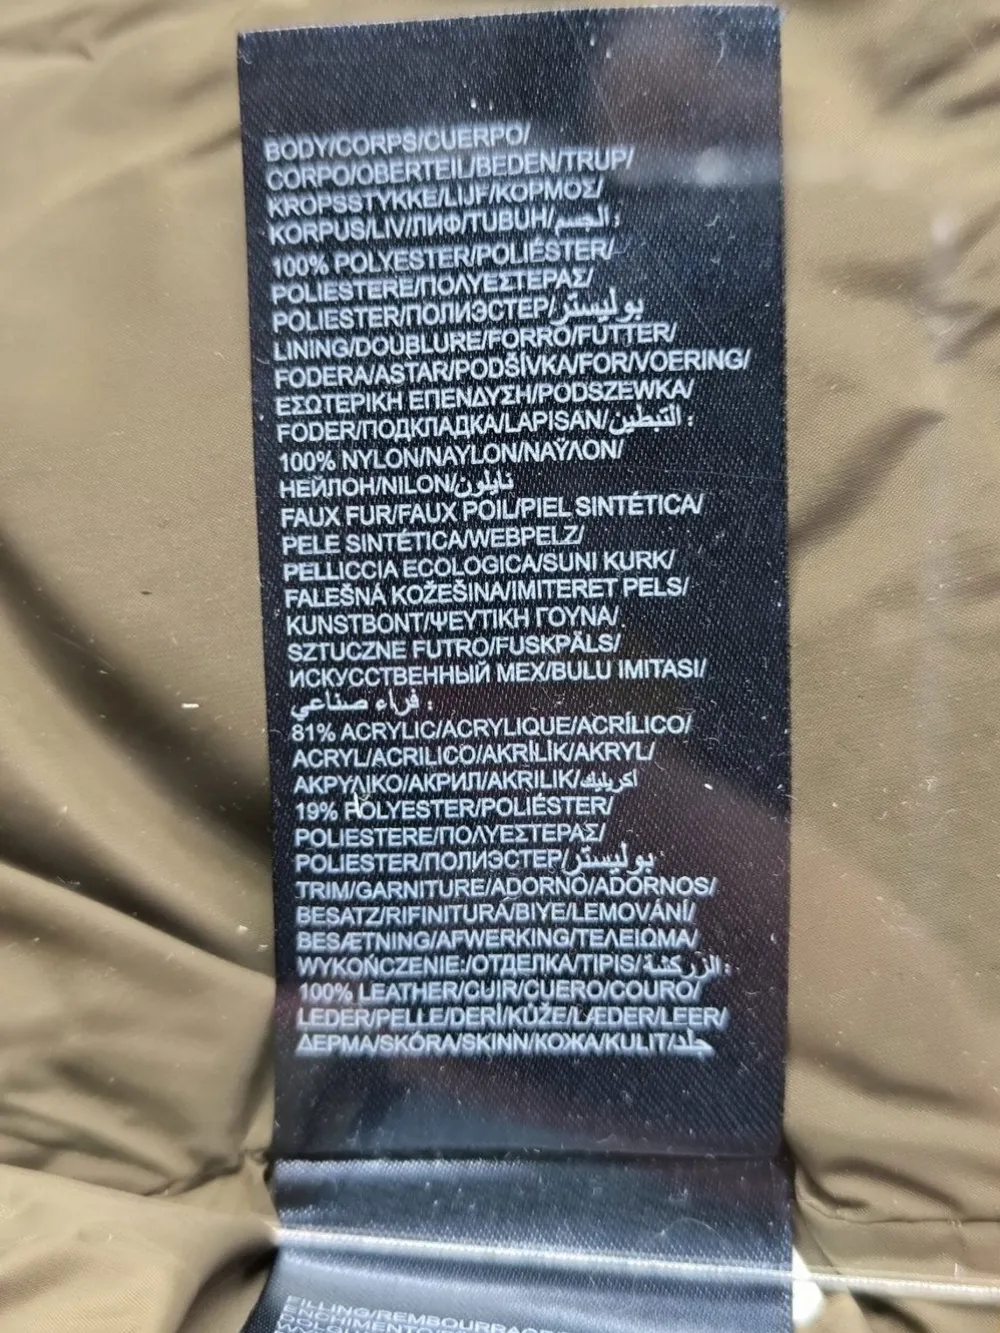 BODY/CORPS/CUERPO/
CORPO/OBERTEIL/BEDEN/TRUP/
KROPSSTYKKE/LIJF/ΚΟΡΜΟΣ/
KORPUS/LIV/ЛИФ/TUBUH/الجسم :
100% POLYESTER/POLIÉSTER/
POLIESTERE/ΠΟΛΥΕΣΤΕΡΑΣ/
POLIESTER/ПОЛИЭСТЕР/بوليستر
LINING/DOUBLURE/FORRO/FUTTER/
FODERA/ASTAR/PODŠÍVKA/FOR/VOERING/
ΕΣΩΤΕΡΙΚΗ ΕΠΕΝΔΥΣΗ/PODSZEWKA/
FODER/ПОДКЛАДКА/LAPISAN/التبطين :
100% NYLON/NAYLON/ΝΑΫΛΟΝ/
НЕЙЛОН/NILON/نايلون
FAUX FUR/FAUX POIL/PIEL SINTÉTICA/
PELE SINTÉTICA/WEBPELZ/
PELLICCIA ECOLOGICA/SUNI KURK/
FALEŠNÁ KOŽEŠINA/IMITERET PELS/
KUNSTBONT/ΨΕΥΤΙΚΗ ΓΟΥΝΑ/
SZTUCZNE FUTRO/FUSKPÄLS/
ИСКУССТВЕННЫЙ МЕХ/BULU IMITASI/
فراء صناعي :
81% ACRYLIC/ACRYLIQUE/ACRÍLICO/
ACRYL/ACRILICO/AKRİLİK/AKRYL/
ΑΚΡΥΛΙΚΟ/АКРИЛ/AKRILIK/اكريليك
19% POLYESTER/POLIÉSTER/
POLIESTERE/ΠΟΛΥΕΣΤΕΡΑΣ/
POLIESTER/ПОЛИЭСТЕР/بوليستر
TRIM/GARNITURE/ADORNO/ADORNOS/
BESATZ/RIFINITURA/BIYE/LEMOVÁNÍ/
BESÆTNING/AFWERKING/ΤΕΛΕΙΩΜΑ/
WYKOŃCZENIE:/ОТДЕЛКА/TIPIS/الزركشة :
100% LEATHER/CUIR/CUERO/COURO/
LEDER/PELLE/DERİ/KŮŽE/LÆDER/LEER/
ΔΕΡΜΑ/SKÓRA/SKINN/КОЖА/KULIT/جلد
FILLING/REMBOURRAGE
ENCHIMENTO/